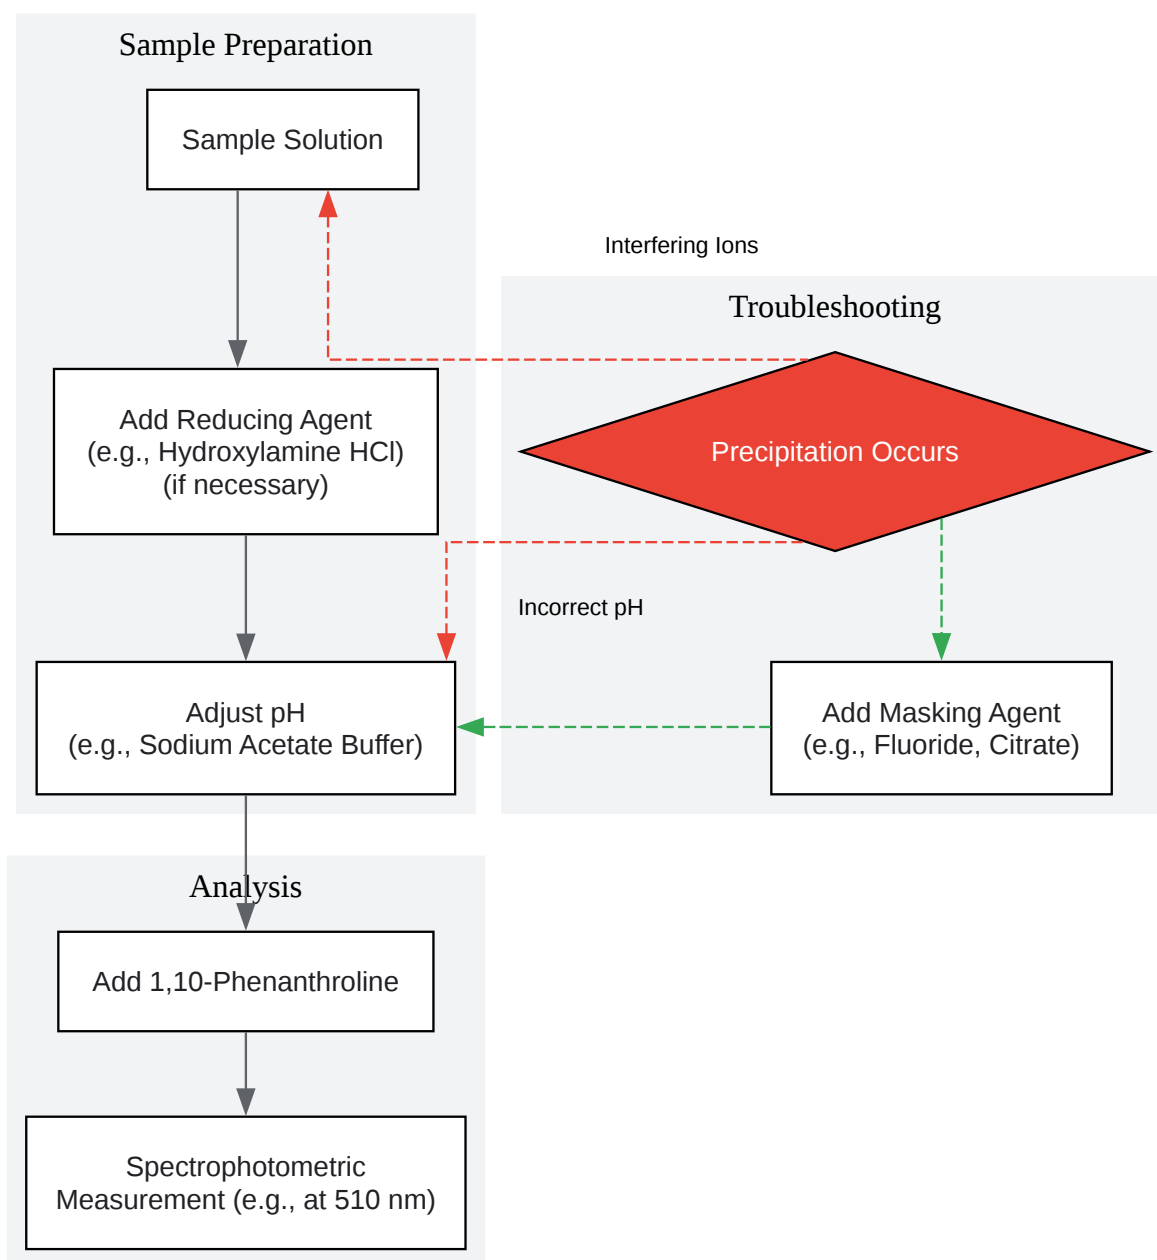 Sample Preparation
Sample Solution
Interfering Ions
Troubleshooting
Add Reducing Agent
(e.g., Hydroxylamine HCl)
(if necessary)
Precipitation Occurs
Incorrect pH
Adjust pH
(e.g., Sodium Acetate Buffer)
Add Masking Agent
(e.g., Fluoride, Citrate)
Analysis
Add 1,10-Phenanthroline
Spectrophotometric
Measurement (e.g., at 510 nm)